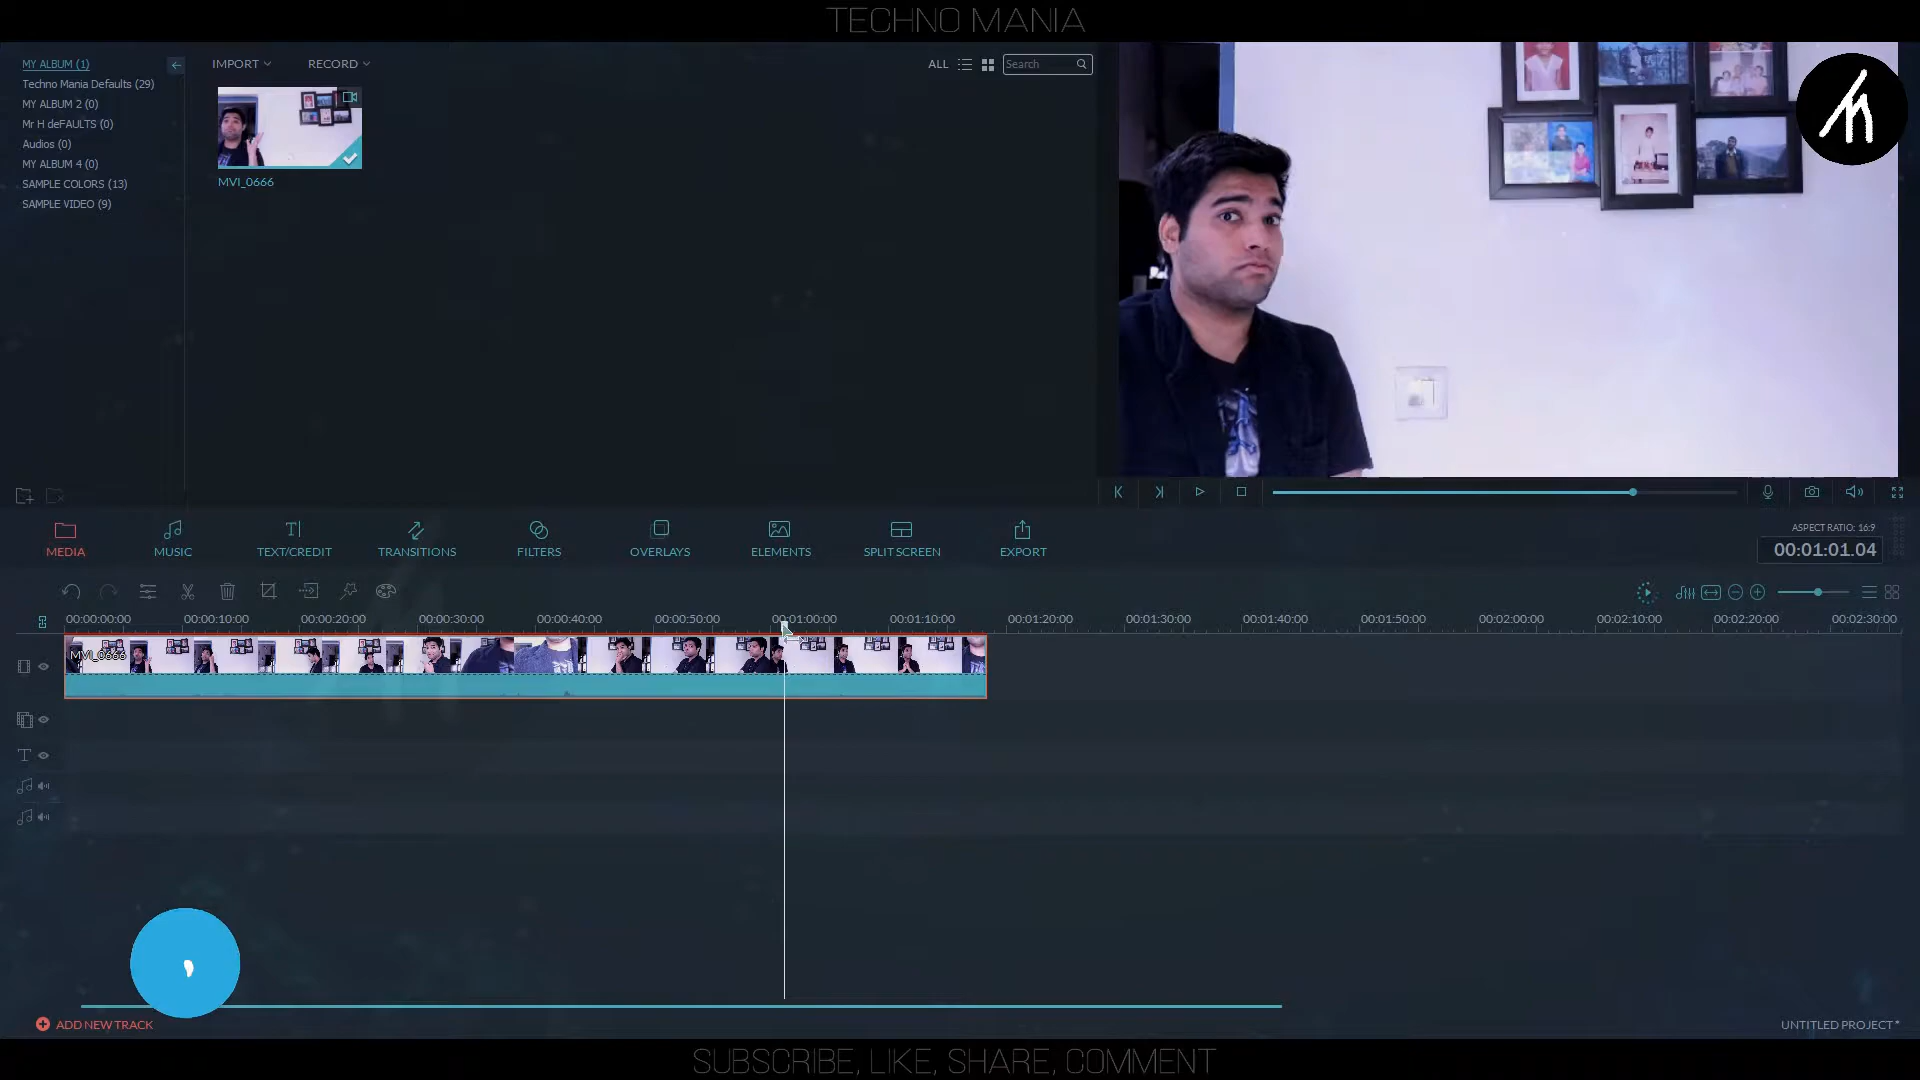 TECHNO MANIA
MY ALBUM (1)
Techno Mania Defaults (29)
MY ALBUM 2 (0)
Mr H deFAULTS (0)
Audios (0)
MY ALBUM 4 (0)
SAMPLE COLORS (13)
SAMPLE VIDEO (9)
IMPORT
RECORD
ALL
Search
MVI_0666
MEDIA
MUSIC
TEXT/CREDIT
TRANSITIONS
FILTERS
OVERLAYS
ELEMENTS
SPLIT SCREEN
EXPORT
ASPECT RATIO: 16:9
00:01:01.04
00:00:00:00
00:00:10:00
00:00:20:00
00:00:30:00
00:00:40:00
00:00:50:00
00:01:00:00
00:01:10:00
00:01:20:00
00:01:30:00
00:01:40:00
00:01:50:00
00:02:00:00
00:02:10:00
00:02:20:00
00:02:30:00
MVI_0666
ADD NEW TRACK
UNTITLED PROJECT *
SUBSCRIBE, LIKE, SHARE, COMMENT